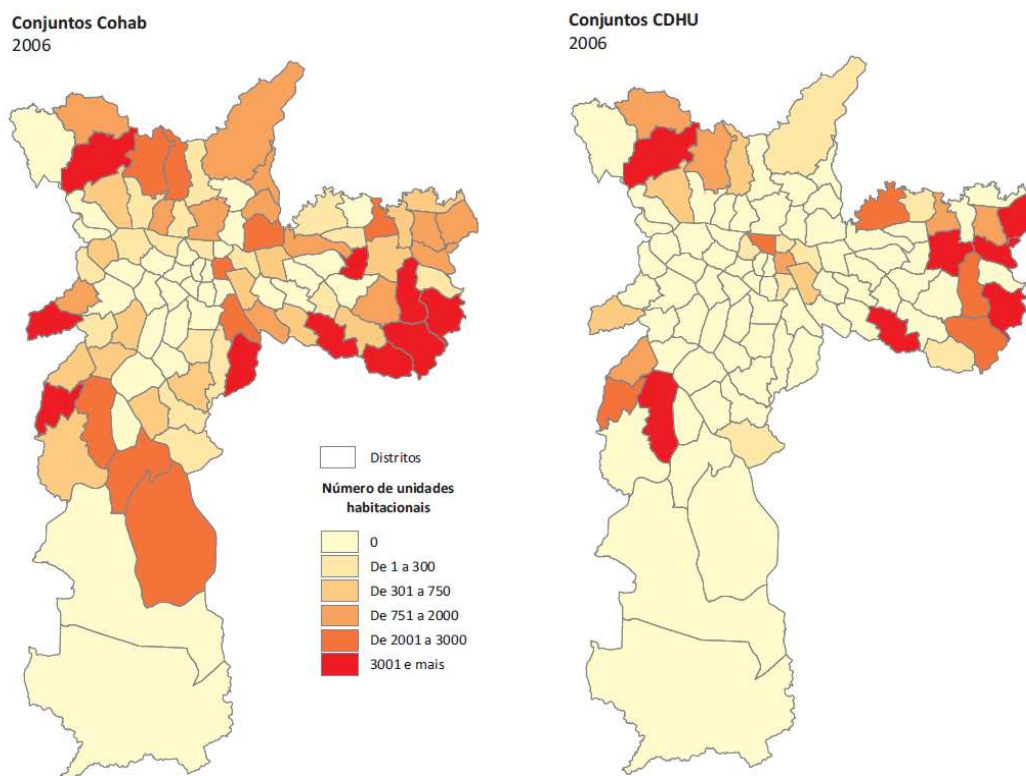 Conjuntos Cohab
2006
Conjuntos CDHU
2006
Distritos
Número de unidades
habitacionais
0
De 1 a 300
De 301 a 750
De 751 a 2000
De 2001 a 3000
3001 e mais